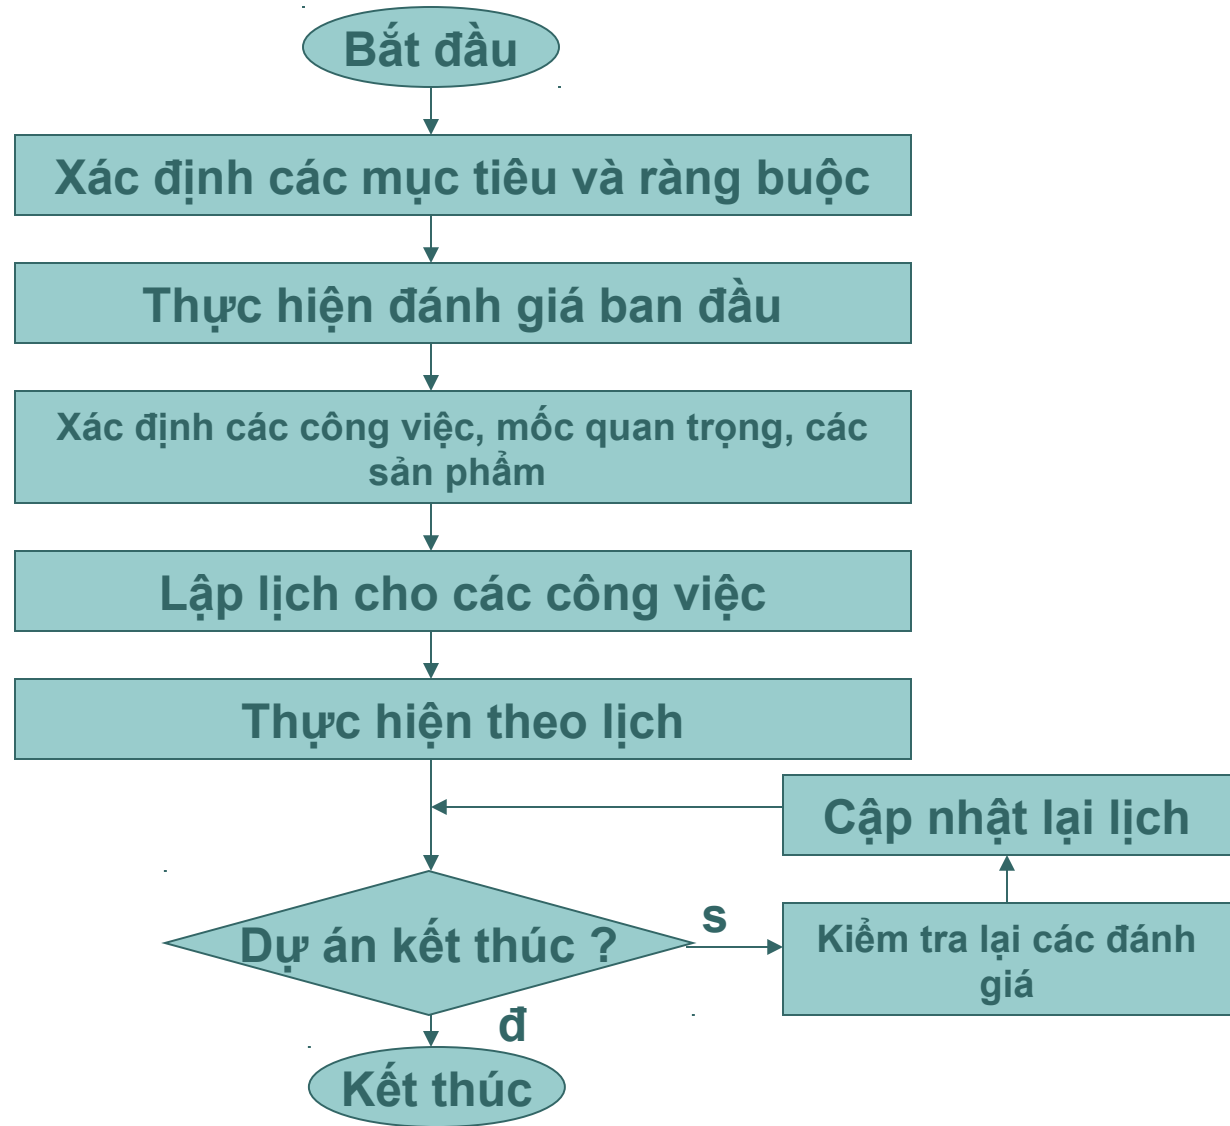 Bắt đầu
Xác định các mục tiêu và ràng buộc
Thực hiện đánh giá ban đầu
Xác định các công việc, mốc quan trọng, các
sản phẩm
Lập lịch cho các công việc
Thực hiện theo lịch
Cập nhật lại lịch
Dự án kết thúc ?
s
Kiểm tra lại các đánh
giá
đ
Kết thúc